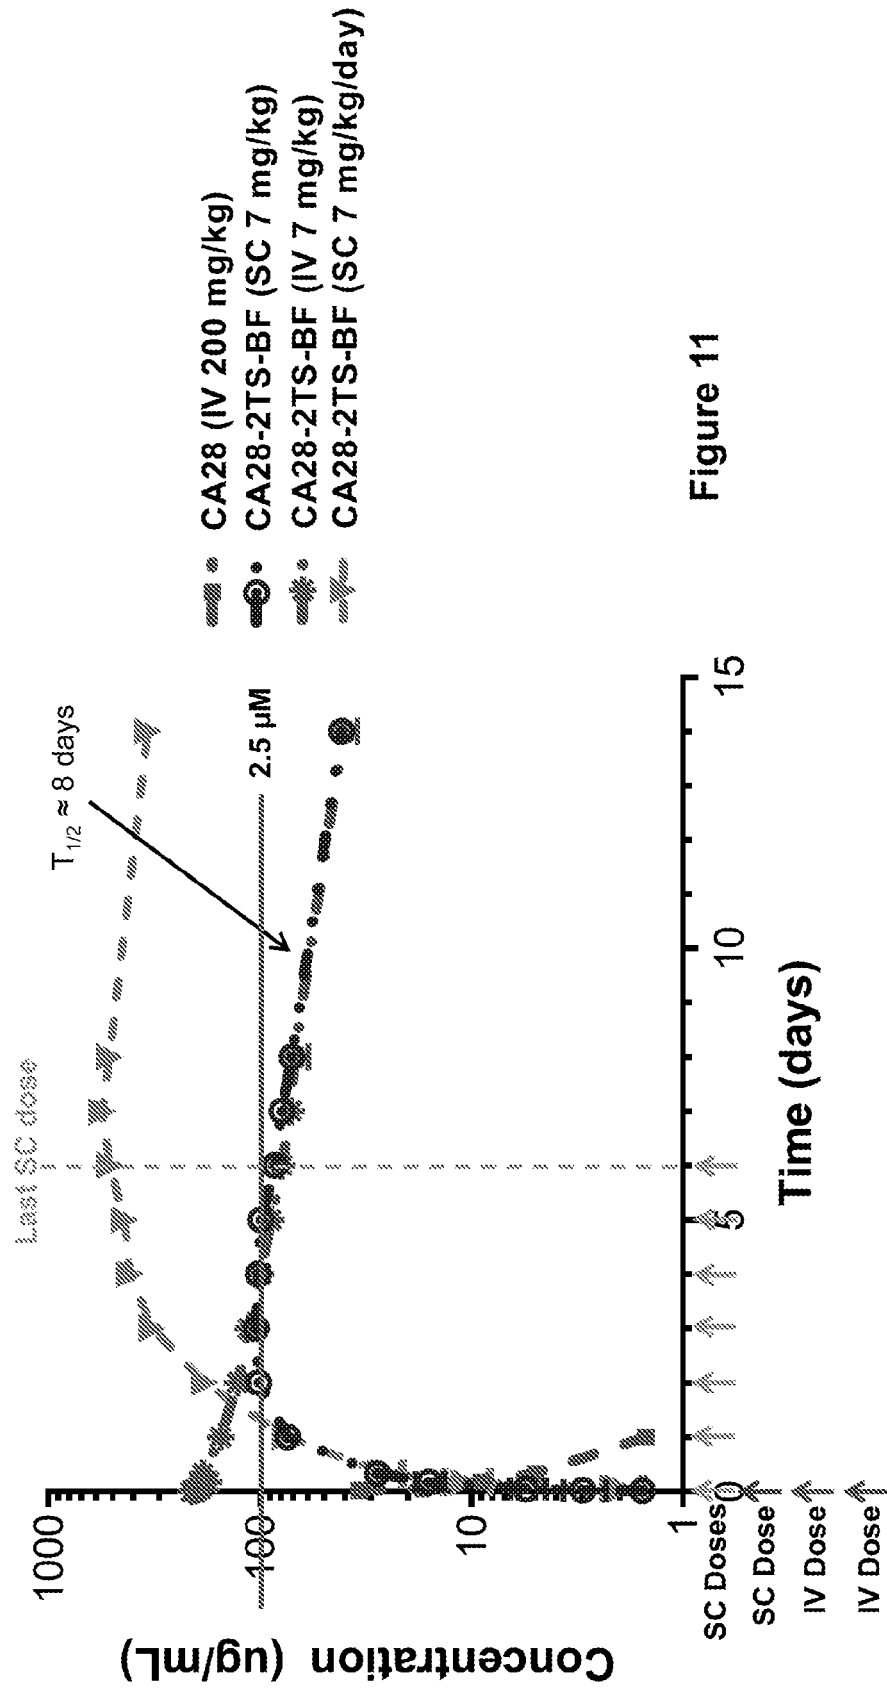 Last SC dose
T1/2 ≈ 8 days
2.5 µM
Concentration (ug/mL)
1000
100
10
1
0
5
10
15
Time (days)
SC Doses
SC Dose
IV Dose
IV Dose
CA28 (IV 200 mg/kg)
CA28-2TS-BF (SC 7 mg/kg)
CA28-2TS-BF (IV 7 mg/kg)
CA28-2TS-BF (SC 7 mg/kg/day)
Figure 11